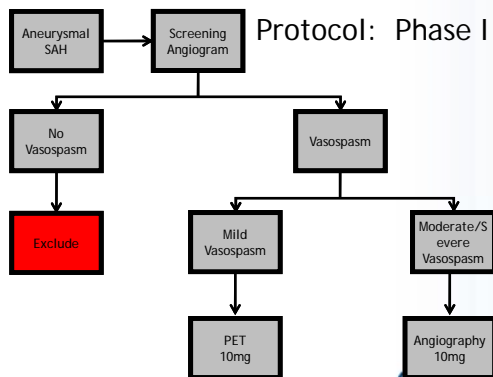 Protocol: Phase I
Aneurysmal
SAH
Screening
Angiogram
No
Vasospasm
Vasospasm
Exclude
Mild
Vasospasm
Moderate/S
evere
Vasospasm
PET
10mg
Angiography
10mg